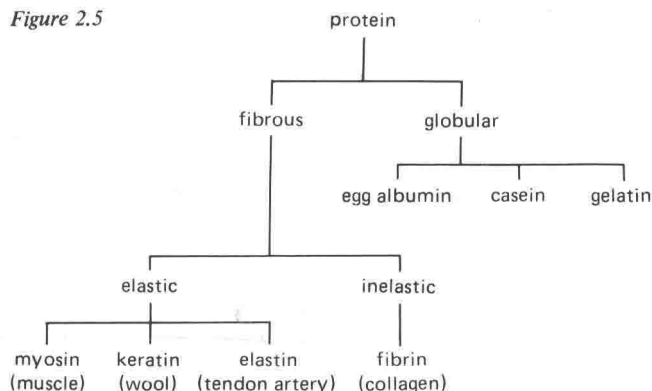 Figure 2.5
protein
fibrous globular
egg albumin casein gelatin
elastic inelastic
myosin keratin elastin fibrin
(muscle) (wool) (tendon artery) (collagen)